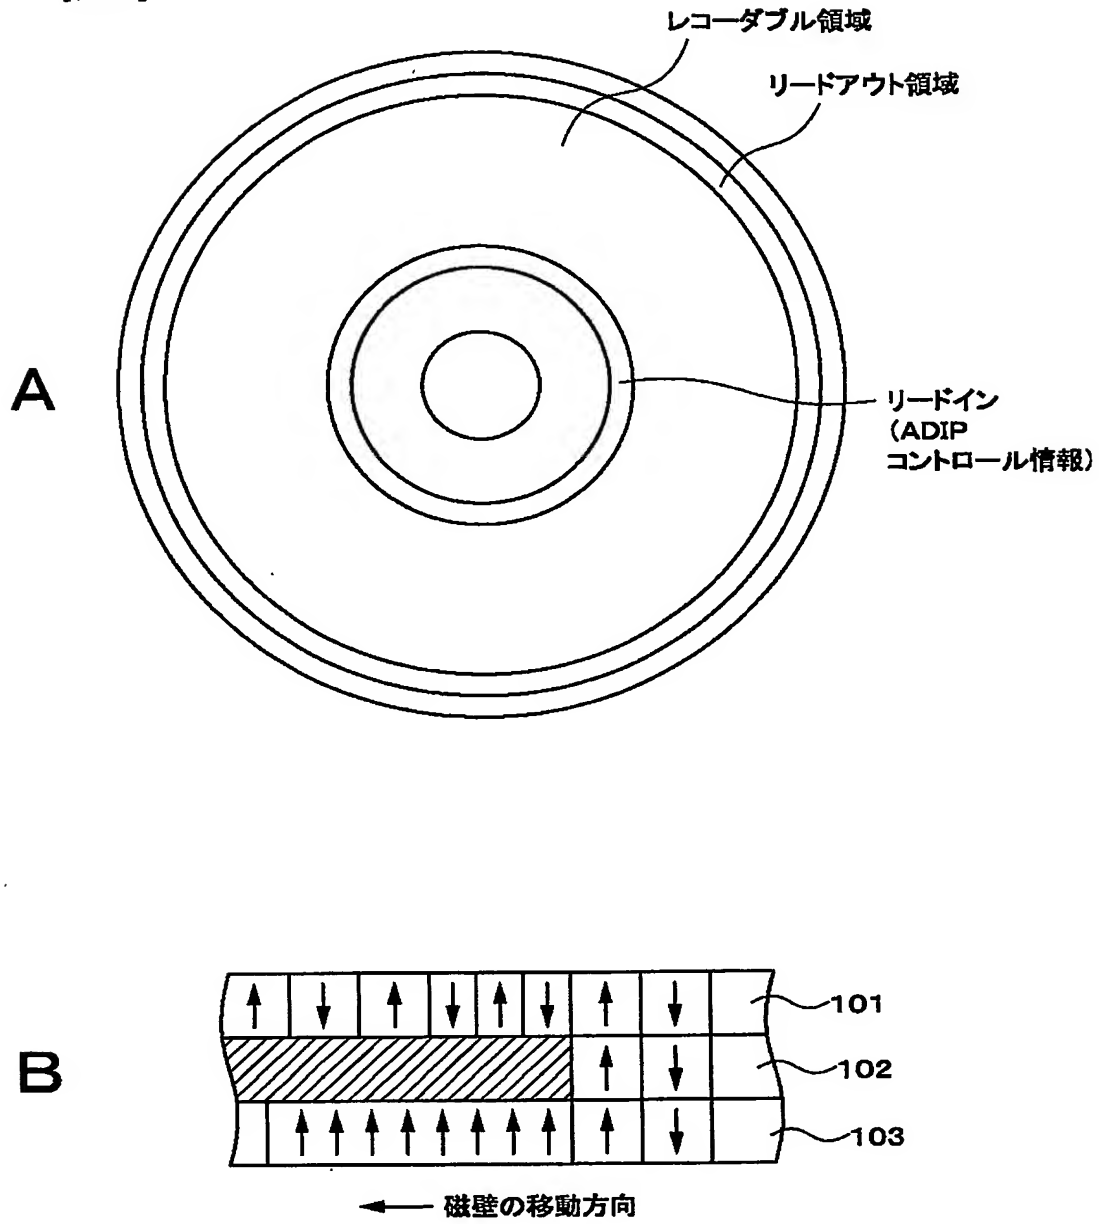 レコーダブル領域
リードアウト領域
A
リードイン
(ADIP
コントロール情報)
B
101
102
103
磁壁の移動方向